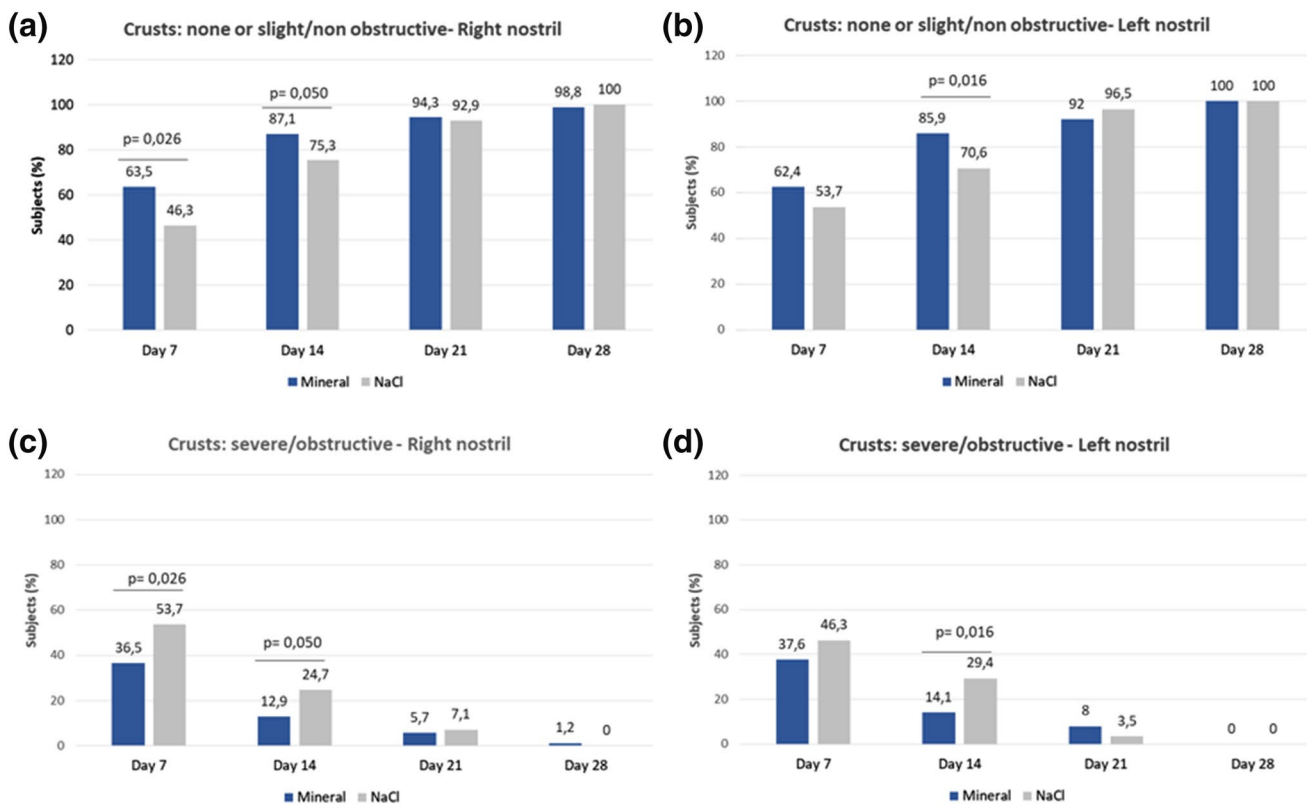 (a)
Crusts: none or slight/non obstructive- Right nostril
Subjects (%)
120
100
80
60
40
20
0
p= 0,026
63,5
46,3
p= 0,050
87,1
75,3
94,3
92,9
98,8
100
Day 7
Day 14
Day 21
Day 28
Mineral
NaCl
(b)
Crusts: none or slight/non obstructive- Left nostril
Subjects (%)
120
100
80
60
40
20
0
62,4
53,7
p= 0,016
85,9
70,6
92
96,5
100
100
Day 7
Day 14
Day 21
Day 28
Mineral
NaCl
(c)
Crusts: severe/obstructive - Right nostril
Subjects (%)
120
100
80
60
40
20
0
p= 0,026
36,5
53,7
p= 0,050
12,9
24,7
5,7
7,1
1,2
0
Day 7
Day 14
Day 21
Day 28
Mineral
NaCl
(d)
Crusts: severe/obstructive - Left nostril
Subjects (%)
120
100
80
60
40
20
0
37,6
46,3
p= 0,016
14,1
29,4
8
3,5
0
0
Day 7
Day 14
Day 21
Day 28
Mineral
NaCl